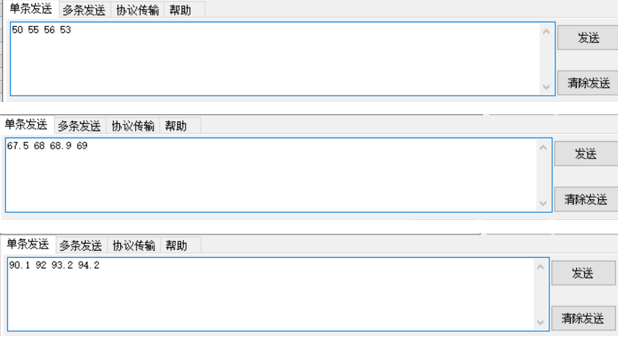 单条发送 多条发送 协议传输 帮助
50 55 56 53
发送
清除发送
单条发送 多条发送 协议传输 帮助
67.5 68 68.9 69
发送
清除发送
单条发送 多条发送 协议传输 帮助
90.1 92 93.2 94.2
发送
清除发送